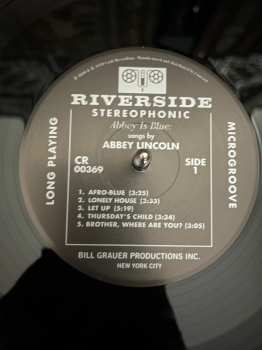 RIVERSIDE
STEREOPHONIC
Abbey Is Blue:
songs by
ABBEY LINCOLN
CR
00369
SIDE
1
LONG PLAYING
MICROGROOVE
1. AFRO-BLUE (3:25)
2. LONELY HOUSE (3:33)
3. LET UP (5:19)
4. THURSDAY'S CHILD (3:34)
5. BROTHER, WHERE ARE YOU? (3:05)
BILL GRAUER PRODUCTIONS INC.
NEW YORK CITY